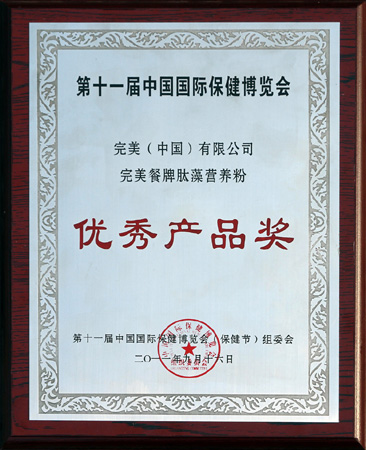 第十一届中国国际保健博览会
完美（中国）有限公司
完美餐牌肽藻营养粉
优秀产品奖
第十一届中国国际保健博览会（保健节）组委会
二〇一一年九月十六日